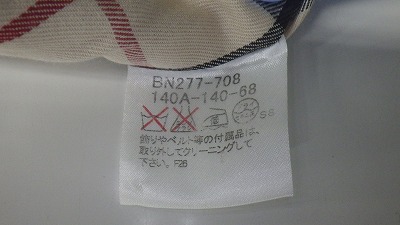 BN277-708
140A-140-68
飾りやベルト等の付属品は、
取り外してクリーニングして
下さい。F26